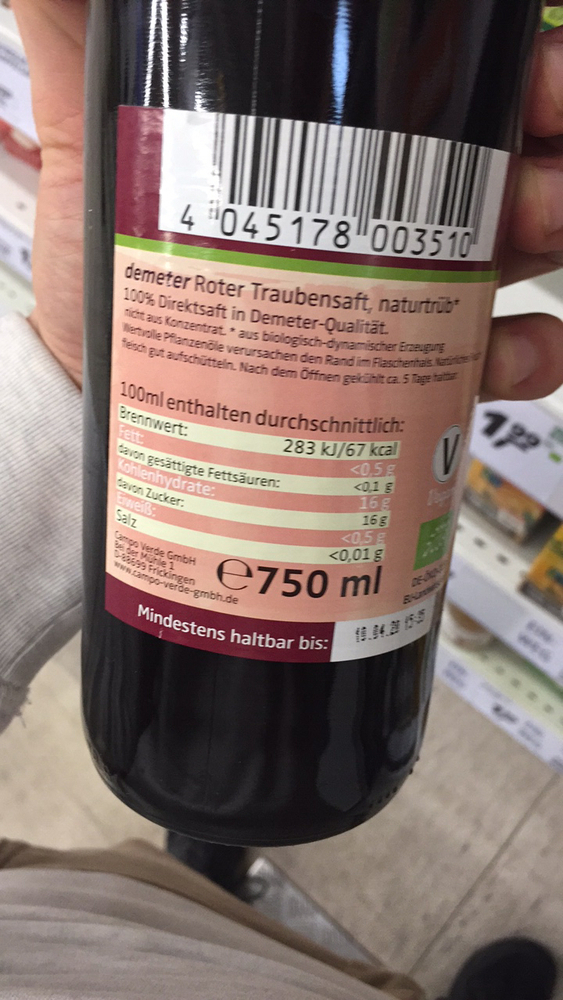 4 045178 003510
demeter Roter Traubensaft, naturtrüb*
100% Direktsaft in Demeter-Qualität.
nicht aus Konzentrat. * aus biologisch-dynamischer Erzeugung
Wertvolle Pflanzenöle verursachen den Rand im Flaschenhals. Natürliches
fleisch gut aufschütteln. Nach dem Öffnen gekühlt ca. 5 Tage haltbar.
100ml enthalten durchschnittlich:
Brennwert: 283 kJ/67 kcal
Fett: <0.5 g
davon gesättigte Fettsäuren: <0,1 g
Kohlenhydrate: 16 g
davon Zucker: 16 g
Eiweiß: <0,5 g
Salz <0,01 g
V
Campo Verde GmbH
Bei der Mühle 1
D-88699 Frickingen
www.campo-verde-gmbh.de
℮750 ml
Mindestens haltbar bis:
1,99